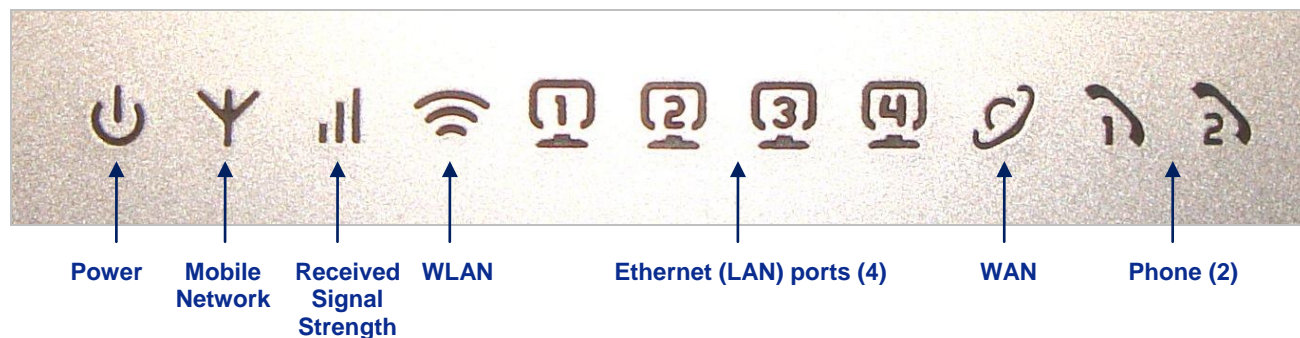 1 2 3 4 1 2
Power Mobile Network Received Signal Strength WLAN Ethernet (LAN) ports (4) WAN Phone (2)